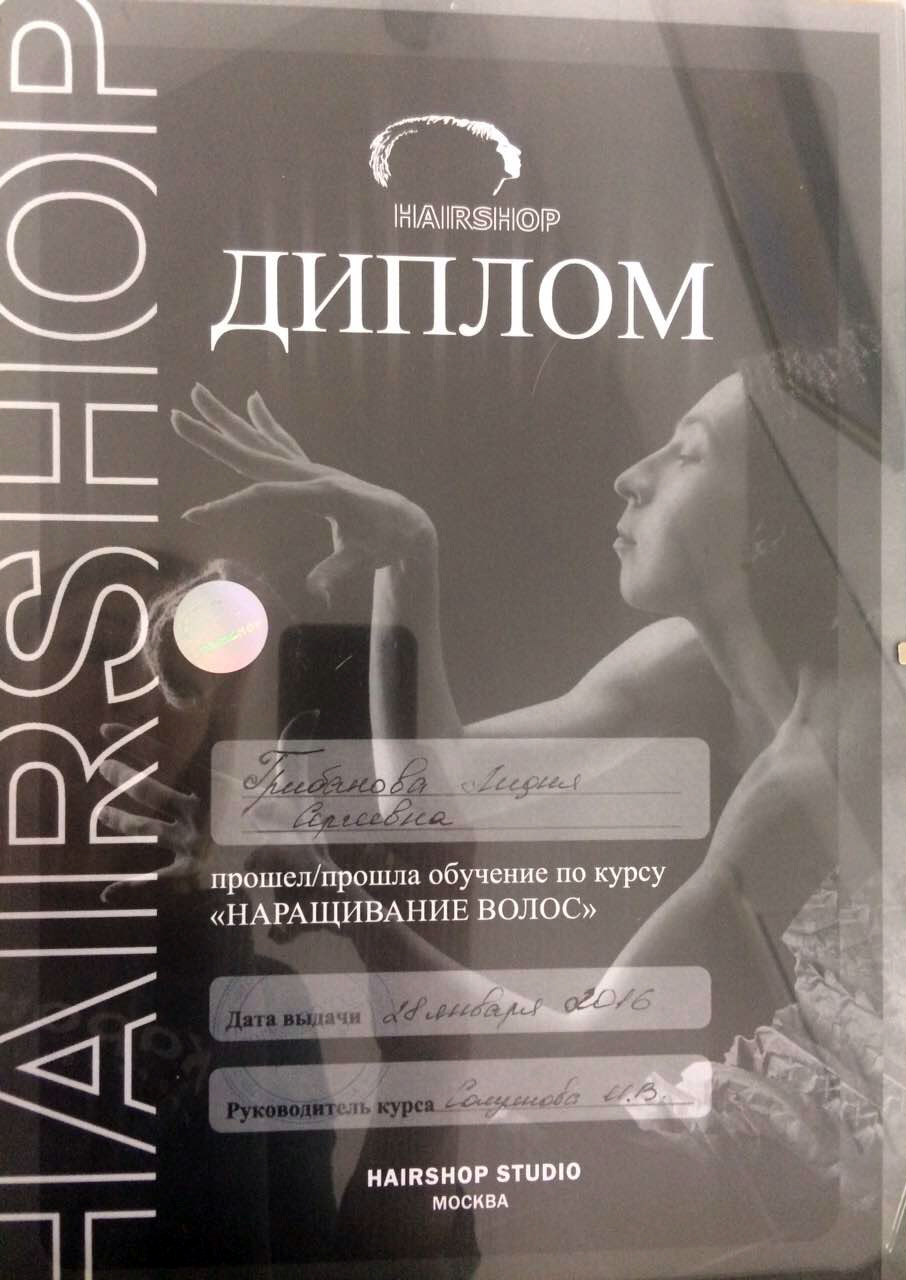 HAIRSHOP
HAIRSHOP
ДИПЛОМ
Грибанова Лидия
Сергеевна
прошел/прошла обучение по курсу
«НАРАЩИВАНИЕ ВОЛОС»
Дата выдачи 28 января 2016
Руководитель курса И.В.
HAIRSHOP STUDIO
МОСКВА